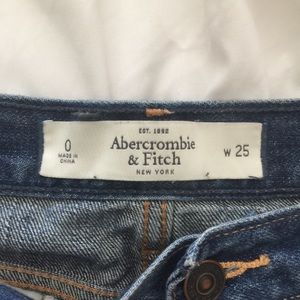 EST. 1892
0
MADE IN
CHINA
Abercrombie
& Fitch
NEW YORK
W 25